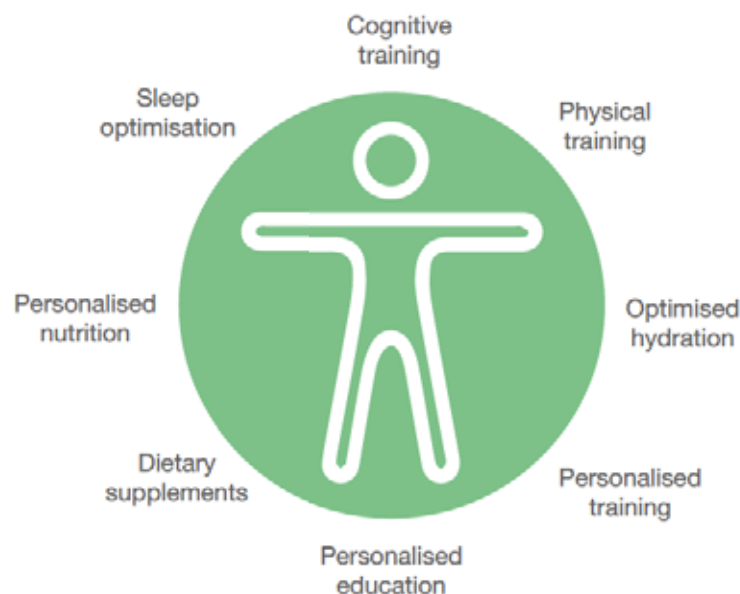 Cognitive
training
Physical
training
Optimised
hydration
Personalised
training
Personalised
education
Dietary
supplements
Personalised
nutrition
Sleep
optimisation